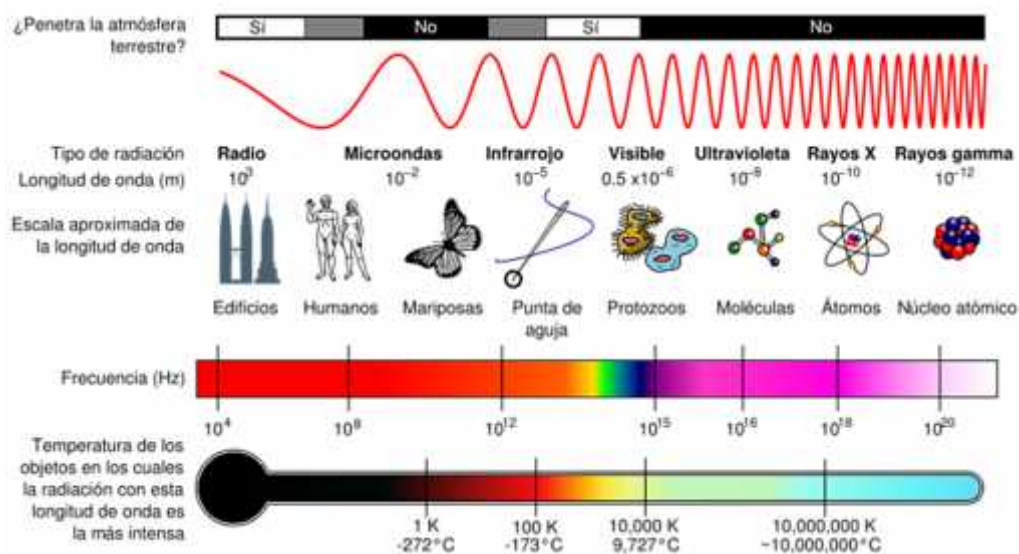 ¿Penetra la atmósfera
terrestre?
Sí No Sí No
Tipo de radiación Radio Microondas Infrarrojo Visible Ultravioleta Rayos X Rayos gamma
Longitud de onda (m) 10³ 10⁻² 10⁻⁵ 0.5 x10⁻⁶ 10⁻⁸ 10⁻¹⁰ 10⁻¹²
Escala aproximada de
la longitud de onda
Edificios Humanos Mariposas Punta de Protozoos Moléculas Átomos Núcleo atómico
aguja
Frecuencia (Hz)
10⁴ 10⁸ 10¹² 10¹⁵ 10¹⁶ 10¹⁸ 10²⁰
Temperatura de los
objetos en los cuales
la radiación con esta
longitud de onda es
la más intensa
1 K 100 K 10,000 K 10,000,000 K
-272°C -173°C 9,727°C ~10,000,000°C